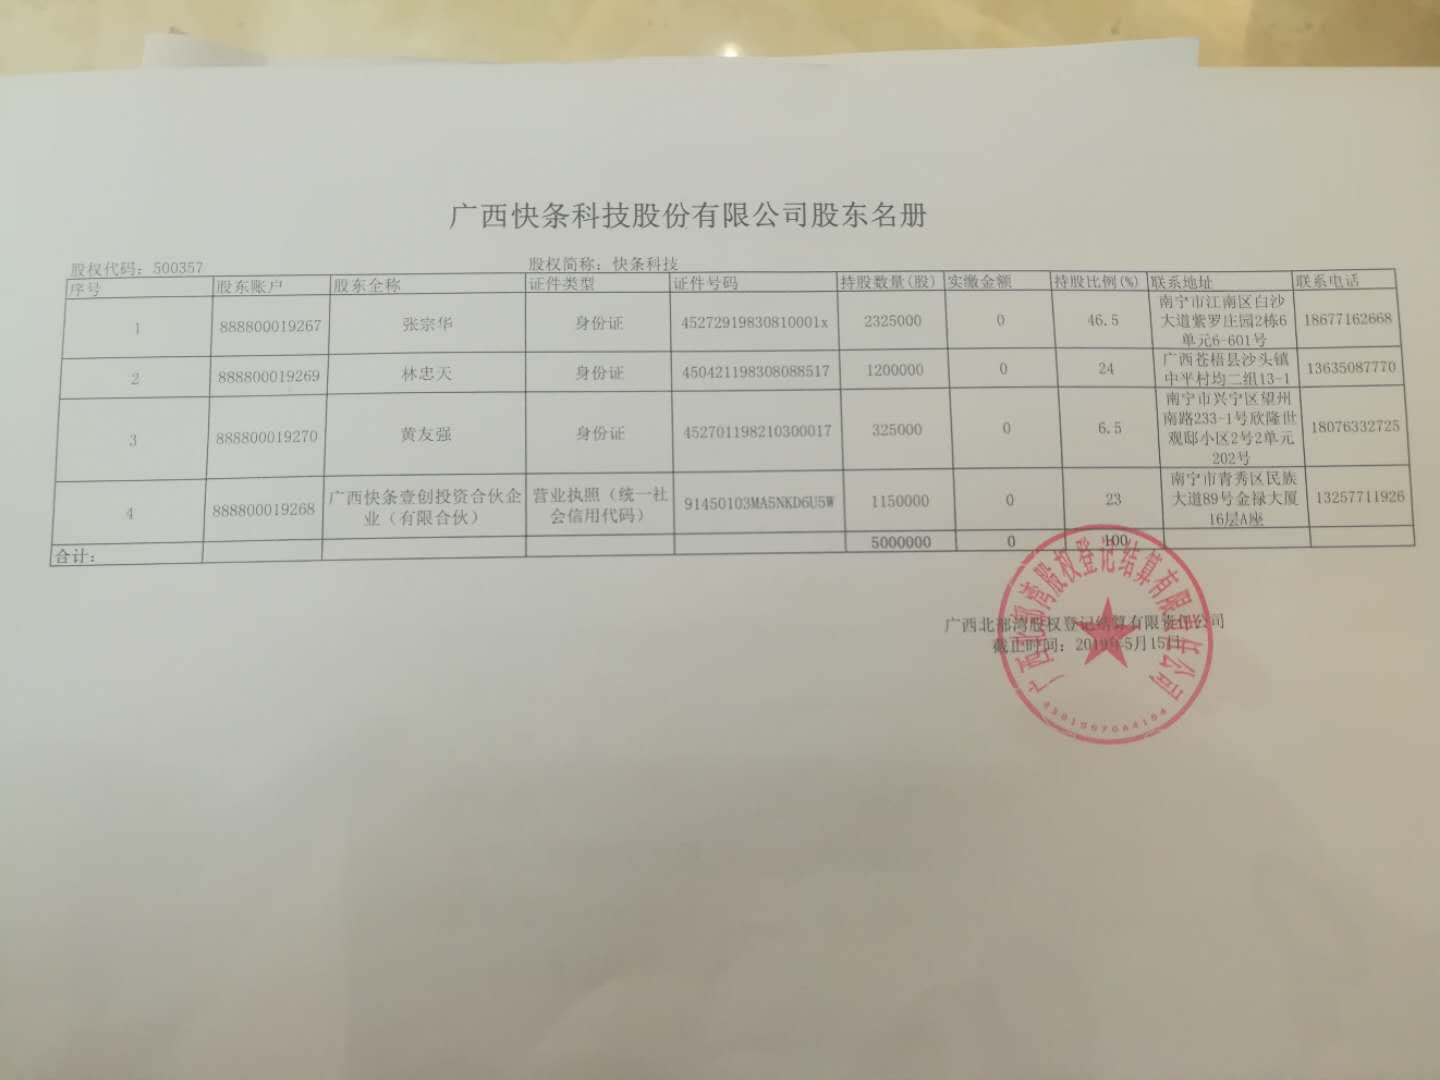 广西快条科技股份有限公司股东名册
股权代码：500357 股权简称：快条科技
序号 股东账户 股东全称 证件类型 证件号码 持股数量(股) 实缴金额 持股比例(%) 联系地址 联系电话
1 888800019267 张宗华 身份证 45272919830810001x 2325000 0 46.5 南宁市江南区白沙
大道紫罗庄园2栋6
单元6-601号 18677162668
2 888800019269 林忠天 身份证 450421198308088517 1200000 0 24 广西苍梧县沙头镇
中平村均二组13-1 13635087770
3 888800019270 黄友强 身份证 452701198210300017 325000 0 6.5 南宁市兴宁区望州
南路233-1号欣隆世
观邸小区2号2单元
202号 18076332725
4 888800019268 广西快条壹创投资合伙企
业（有限合伙） 营业执照（统一社
会信用代码） 91450103MA5NKD6U5W 1150000 0 23 南宁市青秀区民族
大道89号金禄大厦
16层A座 13257711926
合计： 5000000 0 100
广西北部湾股权登记结算有限责任公司
截止时间：2019年5月15日
广西北部湾股权登记结算有限责任公司